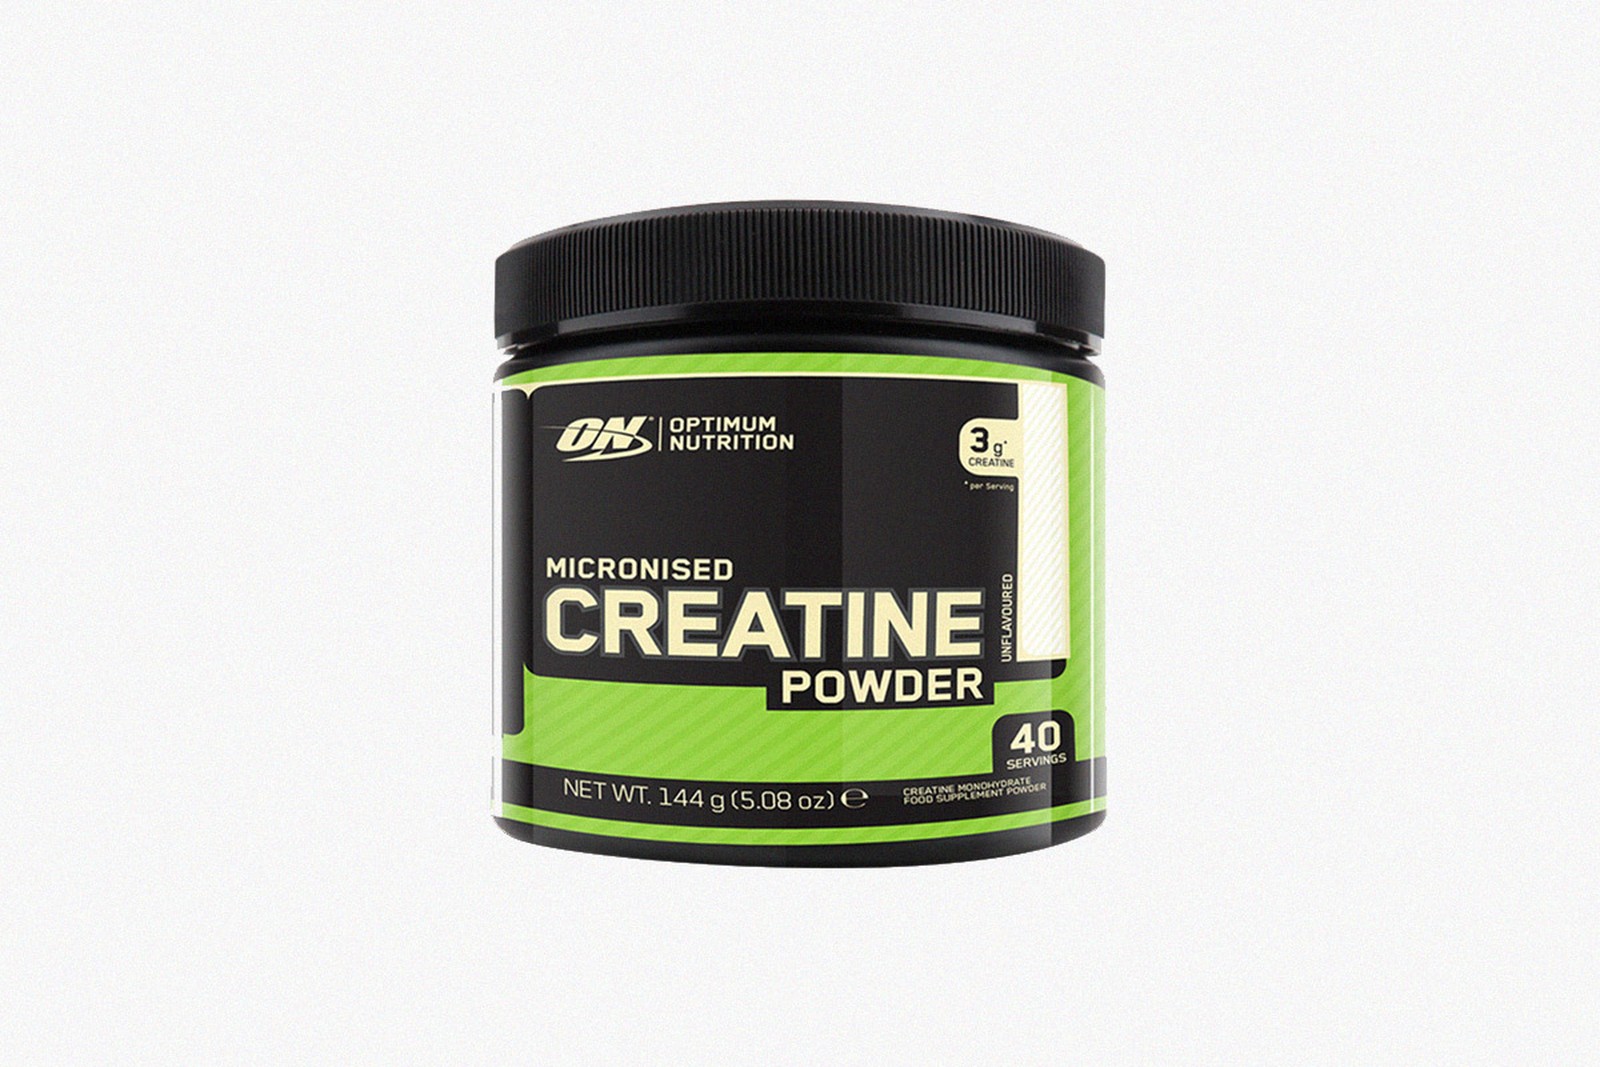 ON® OPTIMUM
NUTRITION
3 g*
CREATINE
* per Serving
MICRONISED
CREATINE
POWDER
UNFLAVOURED
40
SERVINGS
NET WT. 144 g (5.08 oz) ℮
CREATINE MONOHYDRATE
FOOD SUPPLEMENT POWDER